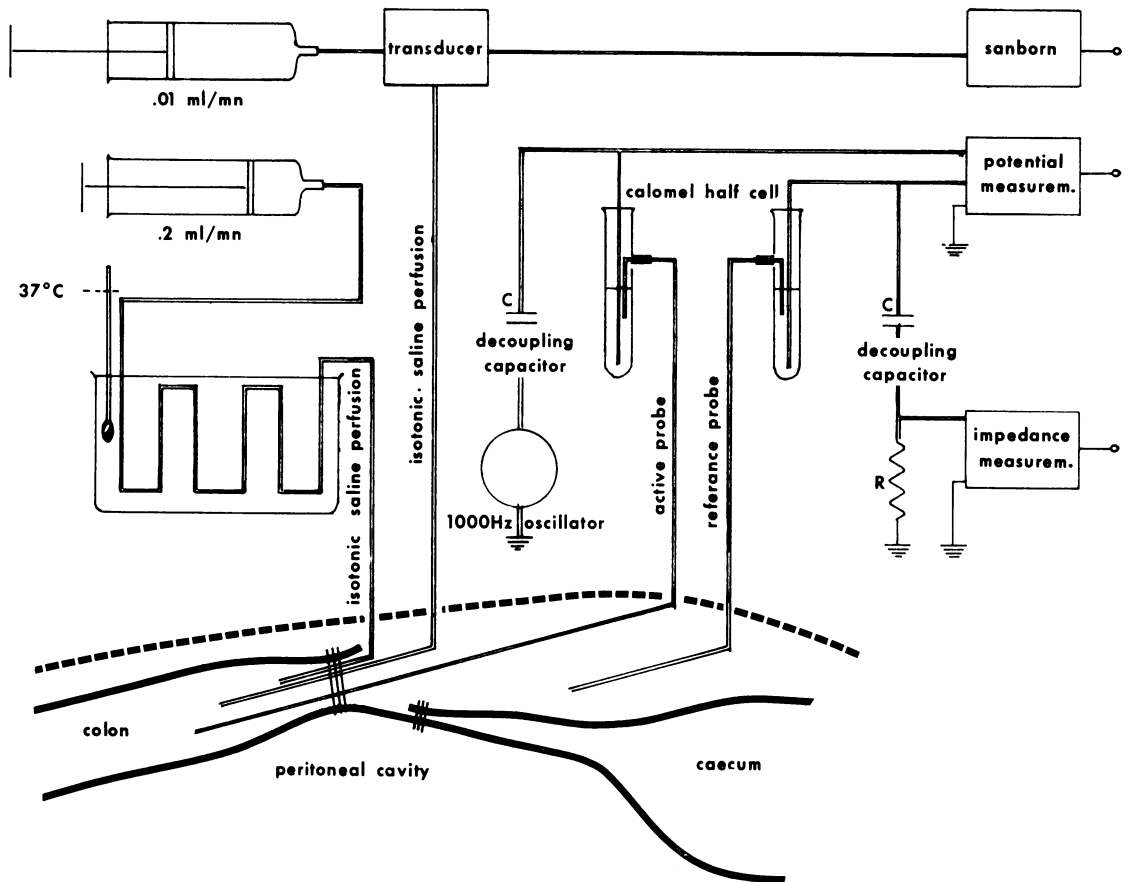 transducer
sanborn
.01 ml/mn
potential
measurem.
calomel half cell
.2 ml/mn
37°C
isotonic saline perfusion
isotonic. saline perfusion
C
decoupling
capacitor
1000Hz oscillator
active probe
referance probe
C
decoupling
capacitor
impedance
measurem.
R
colon
peritoneal cavity
caecum